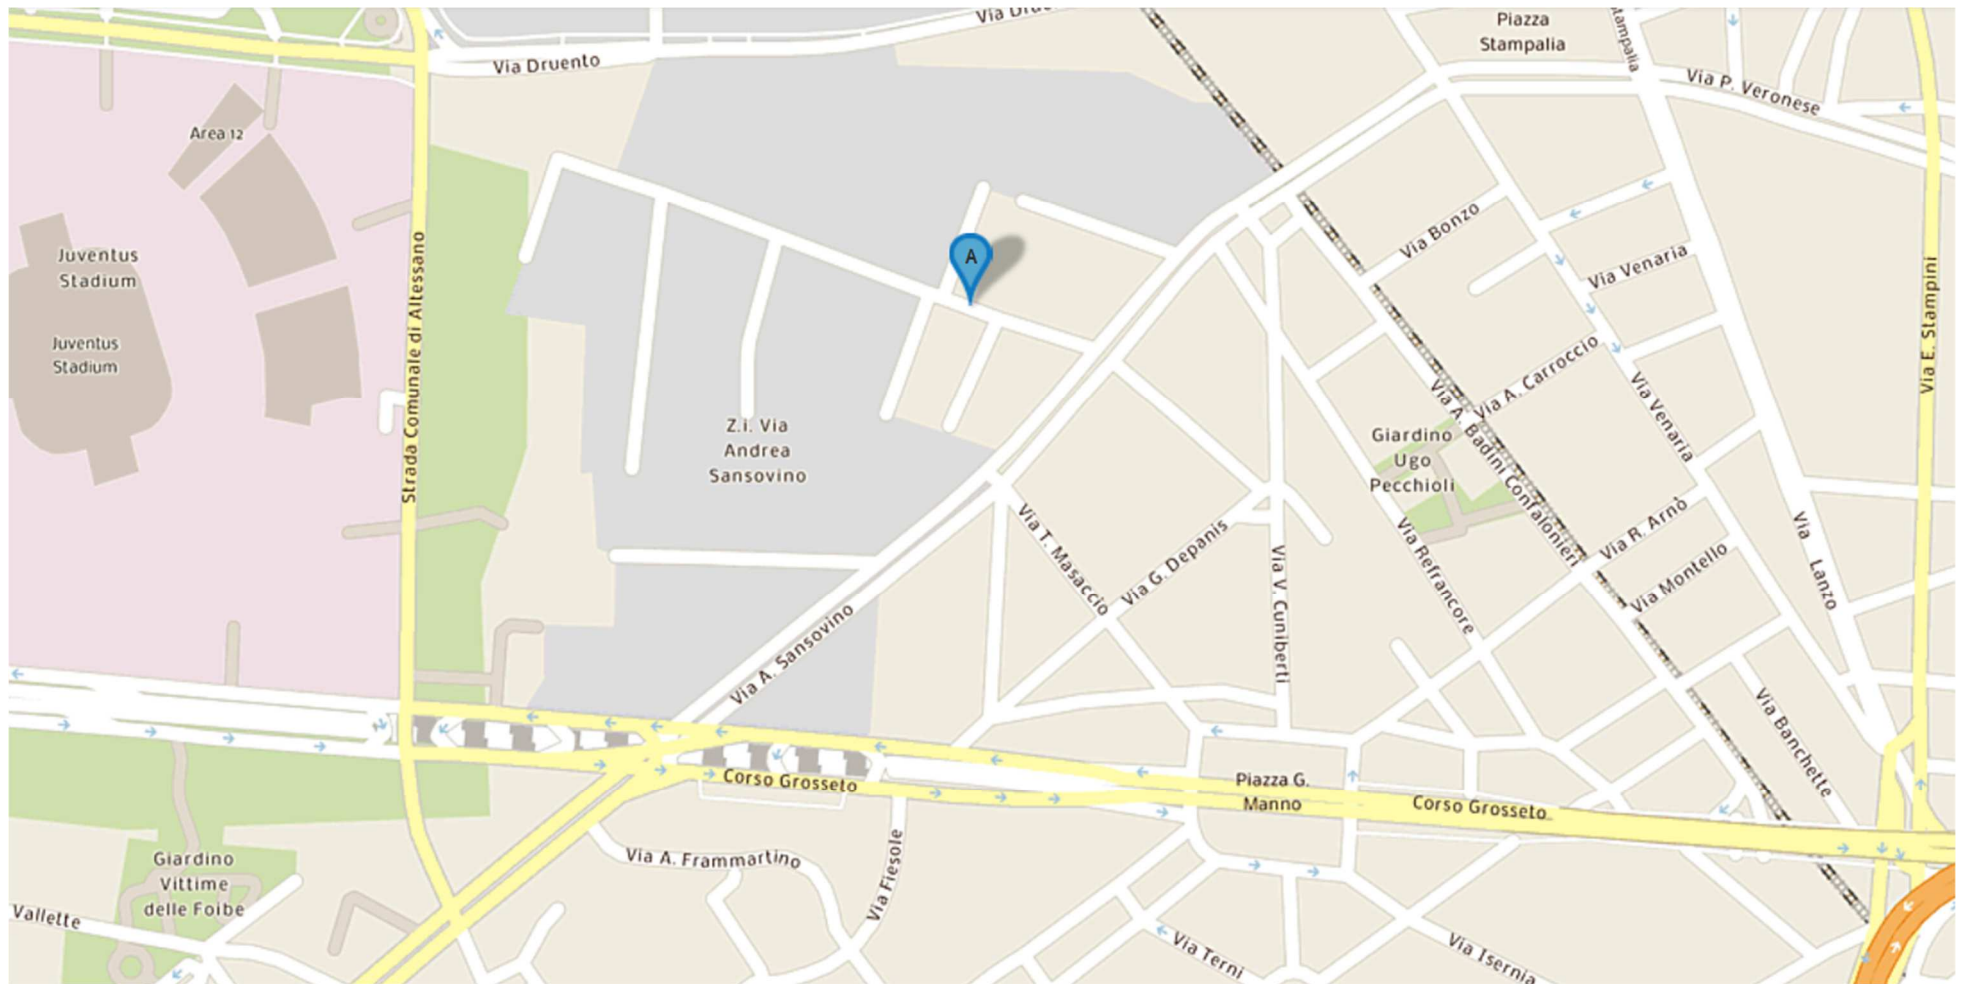 Via Druento
Piazza
Stampalia
Via P. Veronese
Via Druento
Area 12
Juventus
Stadium
Juventus
Stadium
Strada Comunale di Altessano
A
Via Bonzo
Via Venaria
Via E. Stampini
Via A. Carroccio
Via Venaria
Z.i. Via
Andrea
Sansovino
Giardino
Ugo
Pecchioli
Via A. Badini Confalonieri
Via T. Masaccio
Via G. Depanis
Via V. Cuniberti
Via Refrancore
Via R. Arnò
Via Montello
Via Lanzo
Via A. Sansovino
Via Banchette
Corso Grosseto
Piazza G.
Manno
Corso Grosseto
Via A. Frammartino
Via Fiesole
Giardino
Vittime
delle Foibe
Vallette
Via Terni
Via Isernia